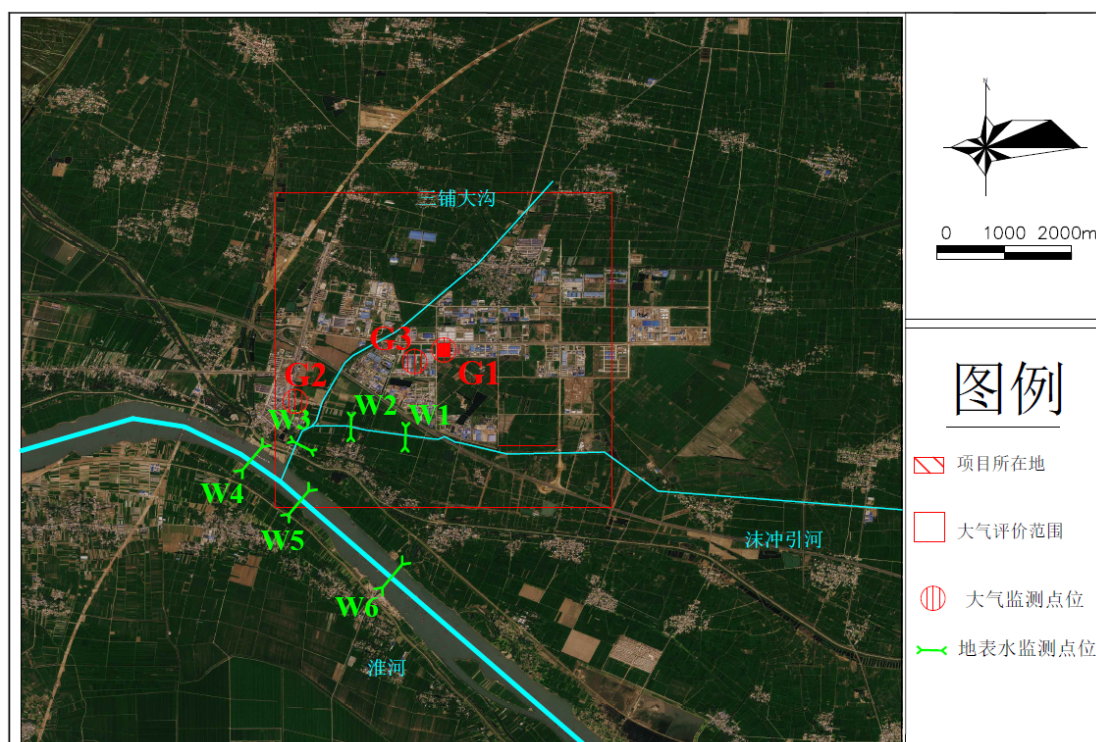 N
三铺大沟
0 1000 2000m
G3
G1
G2
图例
W2
W1
W3
W4
项目所在地
W5
大气评价范围
沫冲引河
大气监测点位
W6
地表水监测点位
淮河